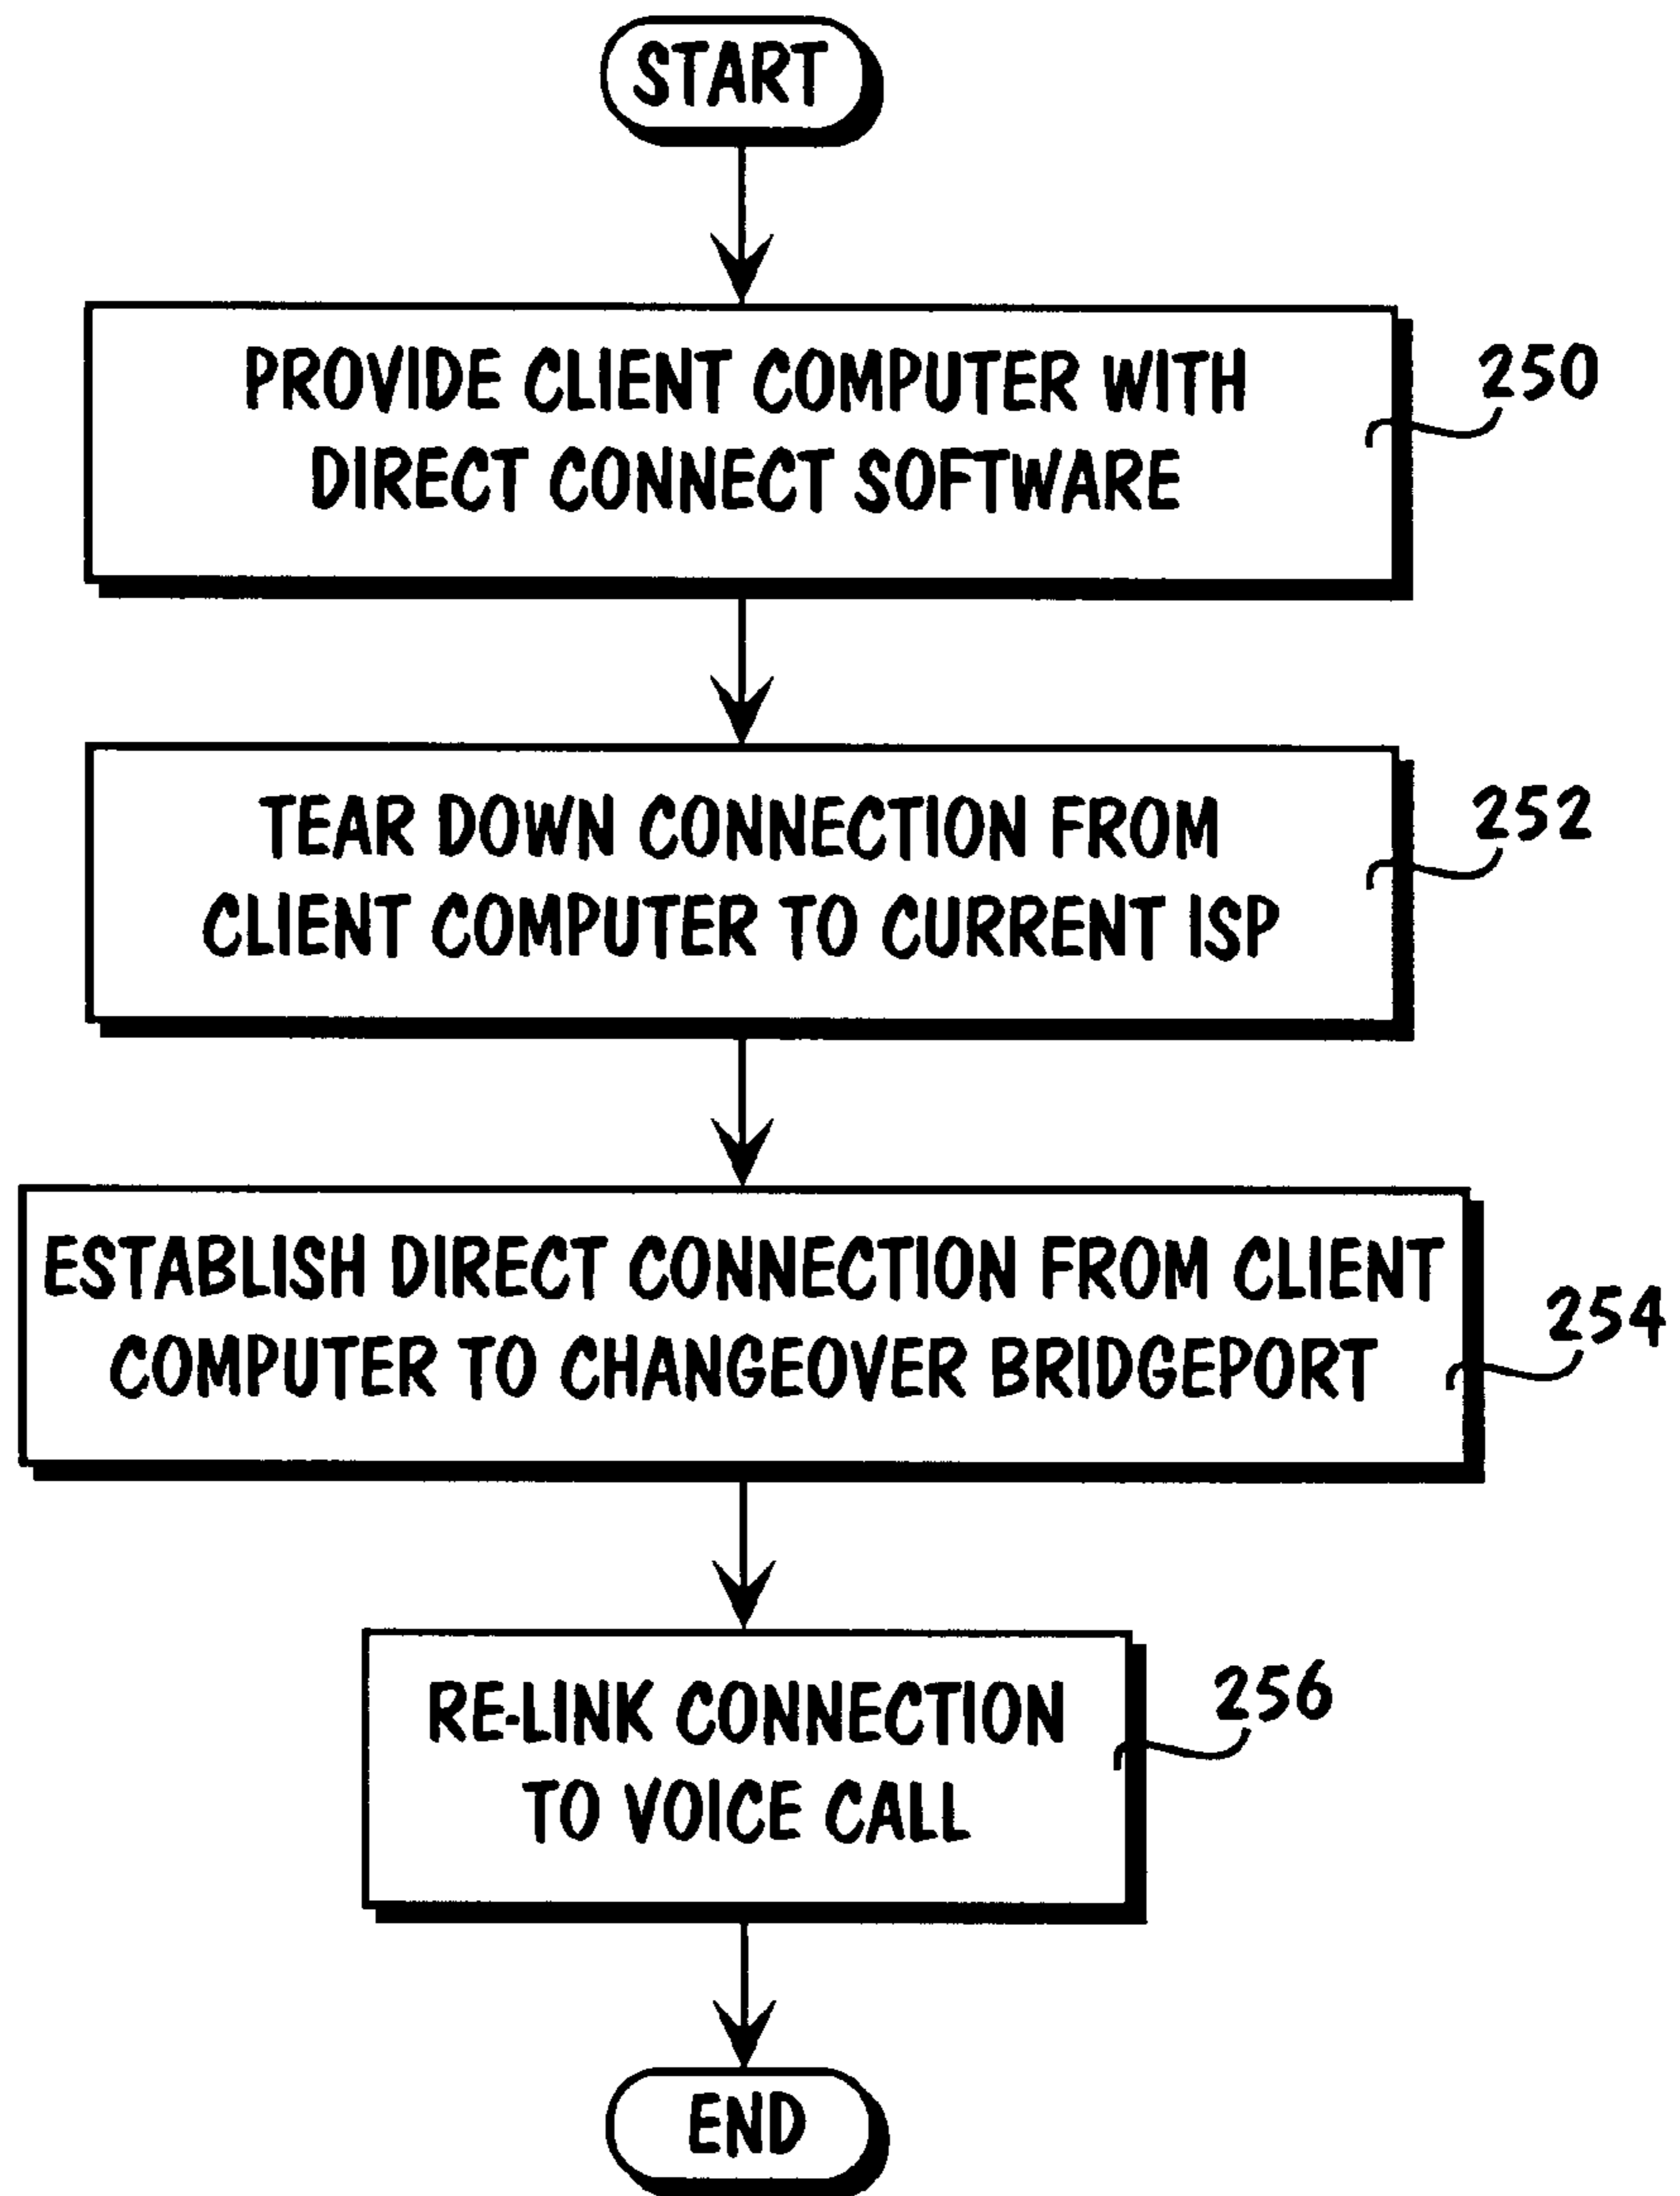 START
PROVIDE CLIENT COMPUTER WITH
DIRECT CONNECT SOFTWARE
250
TEAR DOWN CONNECTION FROM
CLIENT COMPUTER TO CURRENT ISP
252
ESTABLISH DIRECT CONNECTION FROM CLIENT
COMPUTER TO CHANGEOVER BRIDGEPORT
254
RE-LINK CONNECTION
TO VOICE CALL
256
END